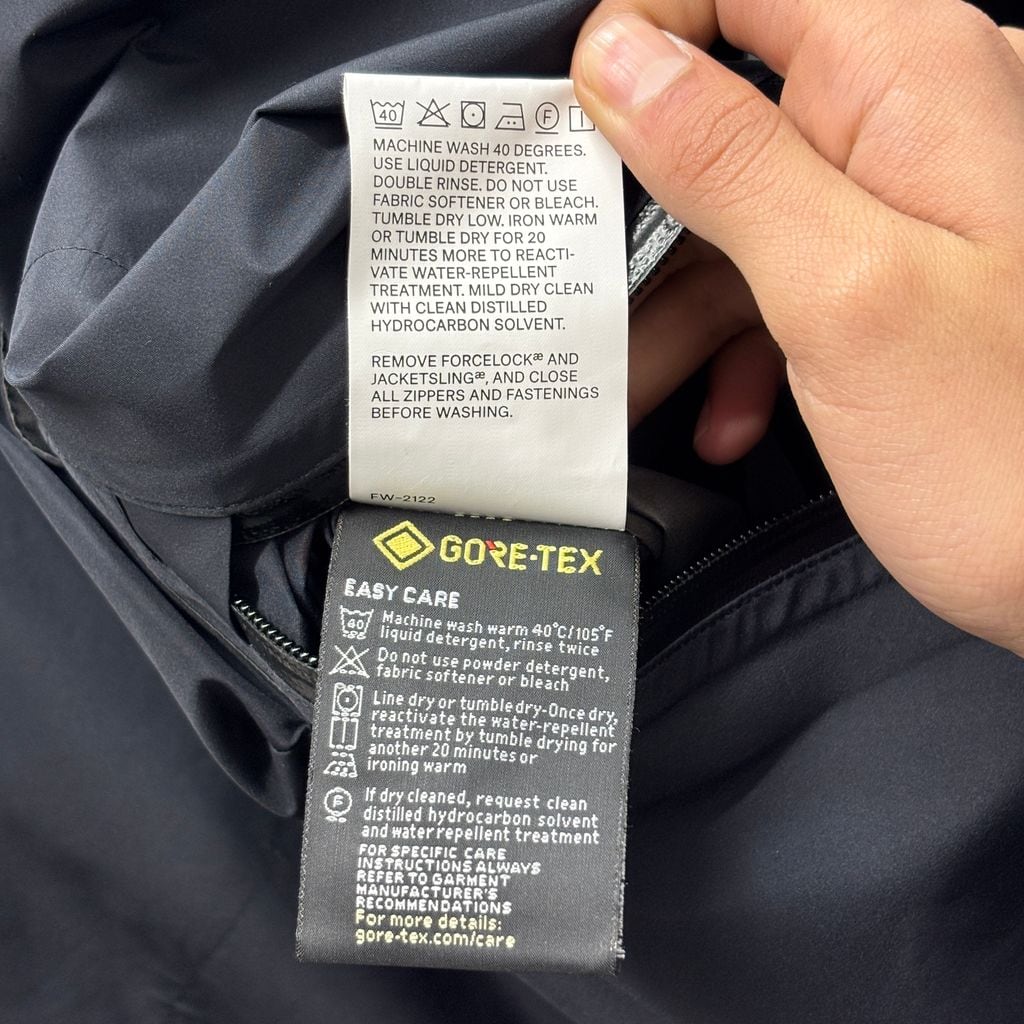 40 F
MACHINE WASH 40 DEGREES.
USE LIQUID DETERGENT.
DOUBLE RINSE. DO NOT USE
FABRIC SOFTENER OR BLEACH.
TUMBLE DRY LOW. IRON WARM
OR TUMBLE DRY FOR 20
MINUTES MORE TO REACTI-
VATE WATER-REPELLENT
TREATMENT. MILD DRY CLEAN
WITH CLEAN DISTILLED
HYDROCARBON SOLVENT.
REMOVE FORCELOCKæ AND
JACKETSLINGæ, AND CLOSE
ALL ZIPPERS AND FASTENINGS
BEFORE WASHING.
FW-2122
GORE-TEX
EASY CARE
40 Machine wash warm 40°C/105°F
liquid detergent, rinse twice
Do not use powder detergent,
fabric softener or bleach
Line dry or tumble dry-Once dry,
reactivate the water-repellent
treatment by tumble drying for
another 20 minutes or
ironing warm
F If dry cleaned, request clean
distilled hydrocarbon solvent
and water repellent treatment
FOR SPECIFIC CARE
INSTRUCTIONS ALWAYS
REFER TO GARMENT
MANUFACTURER'S
RECOMMENDATIONS
For more details:
gore-tex.com/care